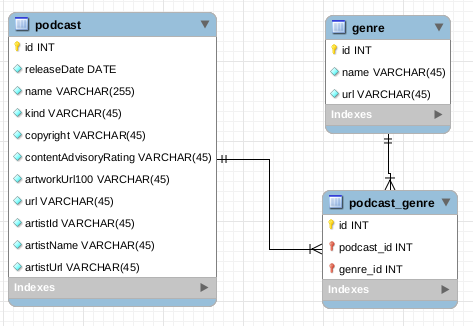 podcast
id INT
releaseDate DATE
name VARCHAR(255)
kind VARCHAR(45)
copyright VARCHAR(45)
contentAdvisoryRating VARCHAR(45)
artworkUrl100 VARCHAR(45)
url VARCHAR(45)
artistId VARCHAR(45)
artistName VARCHAR(45)
artistUrl VARCHAR(45)
Indexes
genre
id INT
name VARCHAR(45)
url VARCHAR(45)
Indexes
podcast_genre
id INT
podcast_id INT
genre_id INT
Indexes